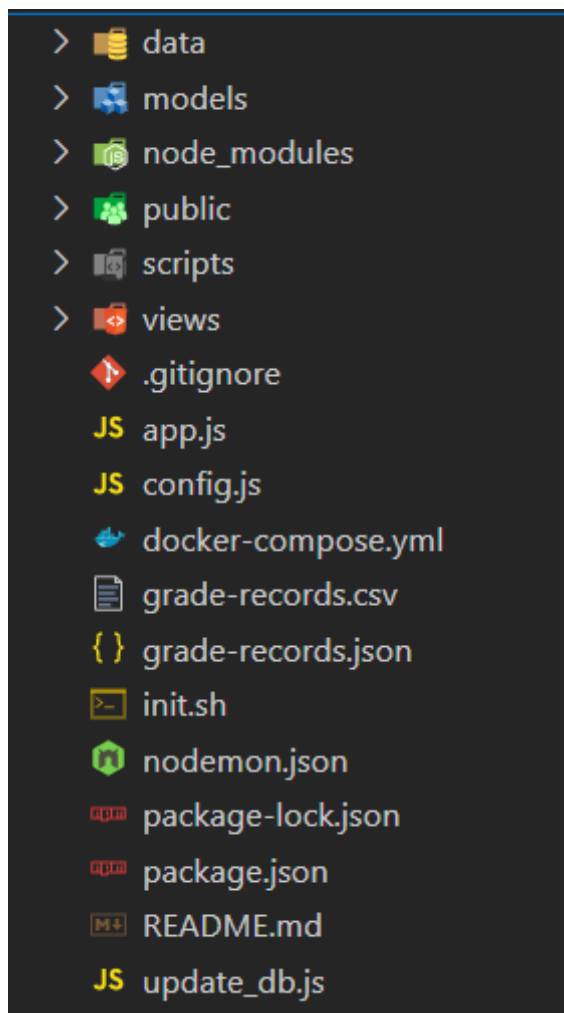 data
models
node_modules
public
scripts
views
.gitignore
JS app.js
JS config.js
docker-compose.yml
grade-records.csv
{ } grade-records.json
init.sh
nodemon.json
package-lock.json
package.json
README.md
JS update_db.js